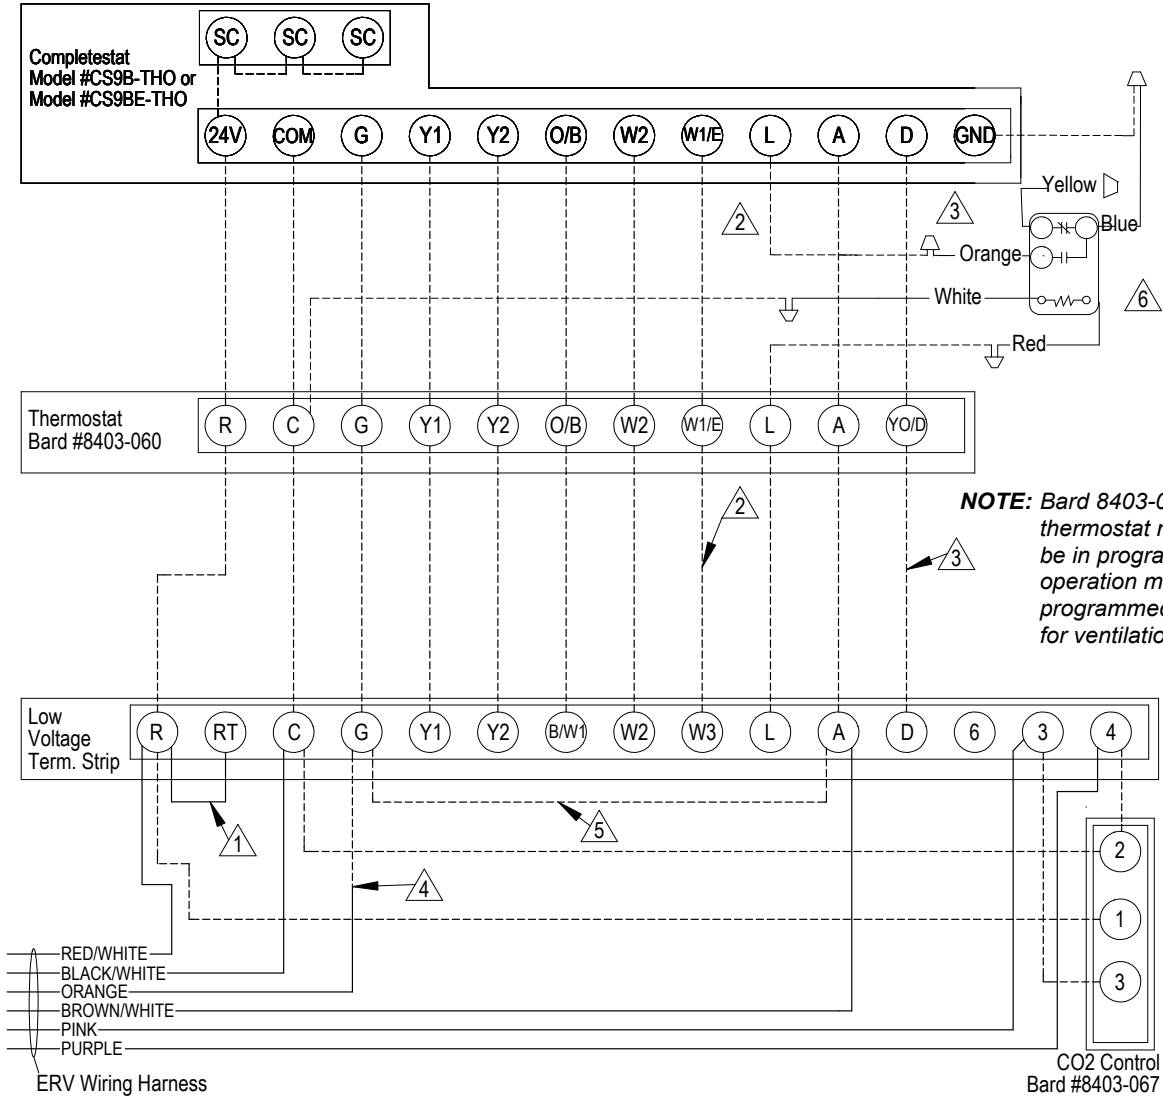 SC SC SC
Completestat
Model #CS9B-THO or
Model #CS9BE-THO
24V COM G Y1 Y2 O/B W2 W1/E L A D GND
Yellow
2
3
Blue
Orange
White
6
Red
Thermostat
Bard #8403-060
R C G Y1 Y2 O/B W2 W1/E L A YO/D
2
NOTE: Bard 8403-0
thermostat
be in progra
3
operation m
programmed
for ventilatio
Low
Voltage
Term. Strip
R RT C G Y1 Y2 B/W1 W2 W3 L A D 6 3 4
1
5
2
4
1
RED/WHITE
BLACK/WHITE
ORANGE
3
BROWN/WHITE
PINK
PURPLE
ERV Wiring Harness
CO2 Control
Bard #8403-067